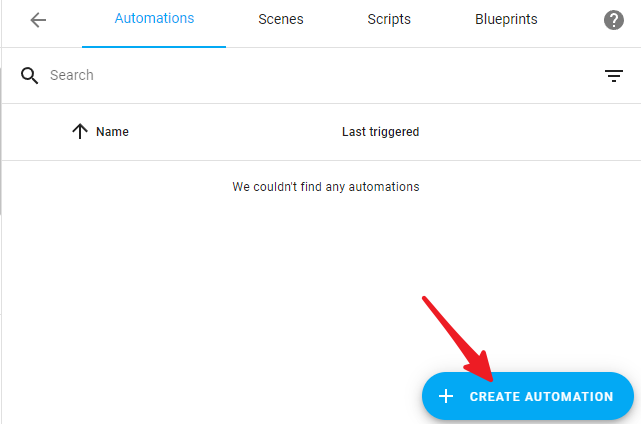 Automations Scenes Scripts Blueprints
Search
Name Last triggered
We couldn't find any automations
CREATE AUTOMATION